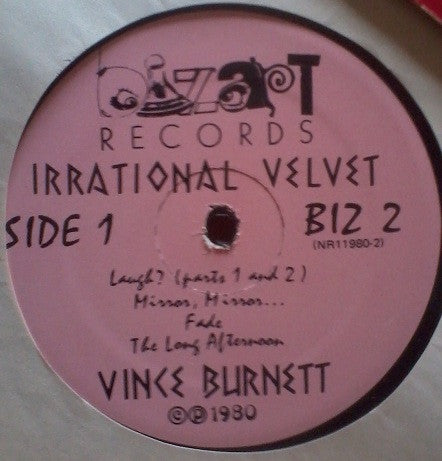 bizarT
RECORDS
IRRATIONAL VELVET
SIDE 1
BIZ 2
(NR11980-2)
Laugh? (parts 1 and 2)
Mirror, Mirror...
Fade
The Long Afternoon
VINCE BURNETT
©℗1980